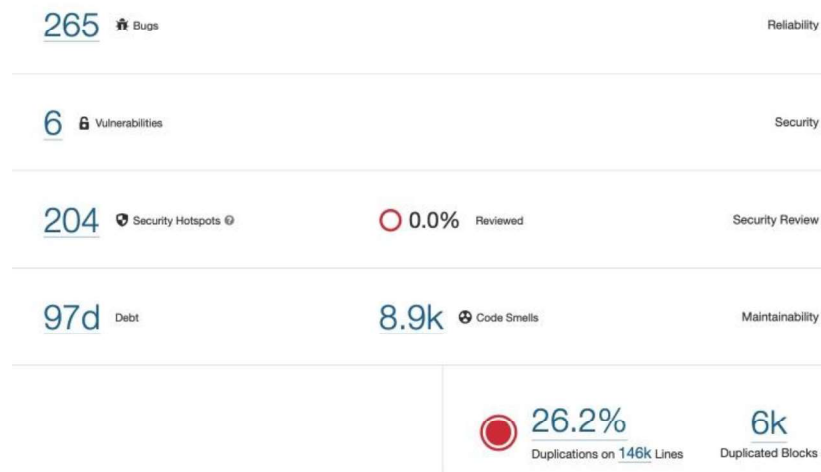 265 Bugs Reliability
6 Vulnerabilities Security
204 Security Hotspots ? 0.0% Reviewed Security Review
97d Debt 8.9k Code Smells Maintainability
26.2% 6k
Duplications on 146k Lines Duplicated Blocks